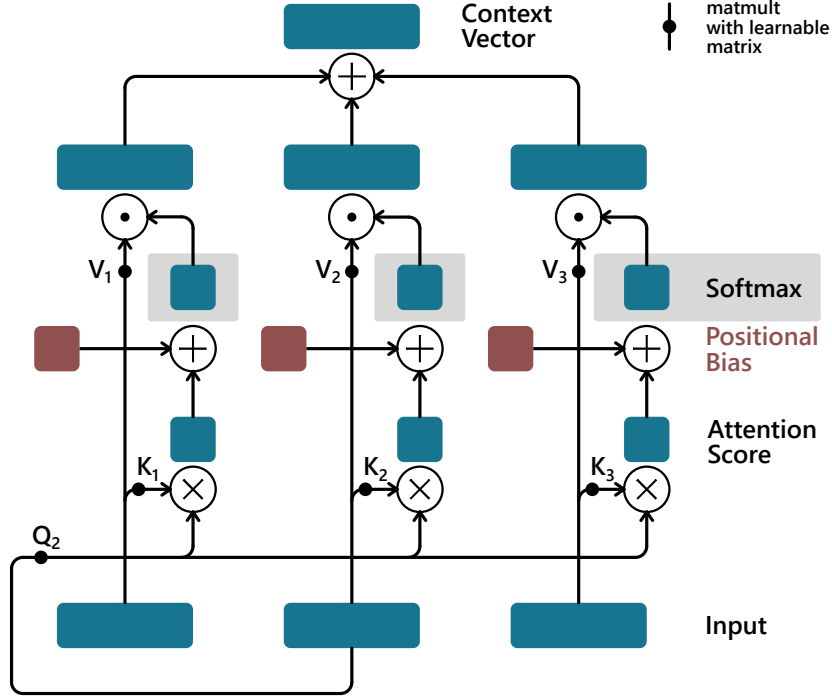 Context
Vector
matmult
with learnable
matrix
V1
V2
V3
Softmax
Positional
Bias
Attention
Score
K1
K2
K3
Q2
Input